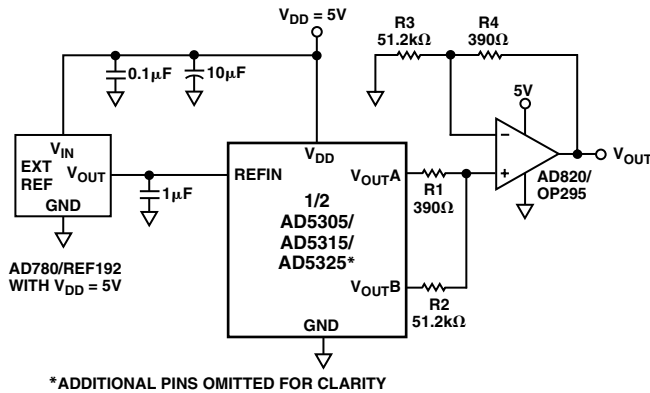 V_DD = 5V
R3
51.2kΩ
R4
390Ω
0.1µF
10µF
5V
V_IN
EXT
REF
V_OUT
GND
1µF
V_DD
REFIN
V_OUTA
1/2
AD5305/
AD5315/
AD5325*
V_OUTB
GND
R1
390Ω
R2
51.2kΩ
V_OUT
AD820/
OP295
AD780/REF192
WITH V_DD = 5V
*ADDITIONAL PINS OMITTED FOR CLARITY
−
+